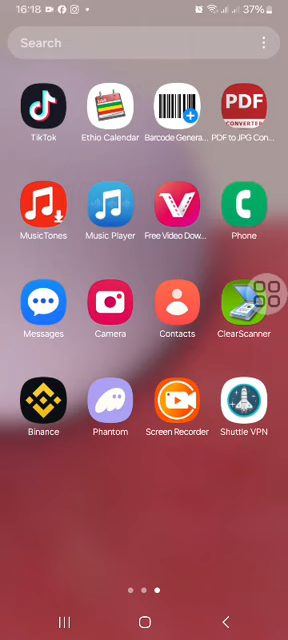 16:18 37%
Search
PDF
CONVERTER
TikTok Ethio Calendar Barcode Genera... PDF to JPG Con...
MusicTones Music Player Free Video Dow... Phone
Messages Camera Contacts ClearScanner
Binance Phantom Screen Recorder Shuttle VPN